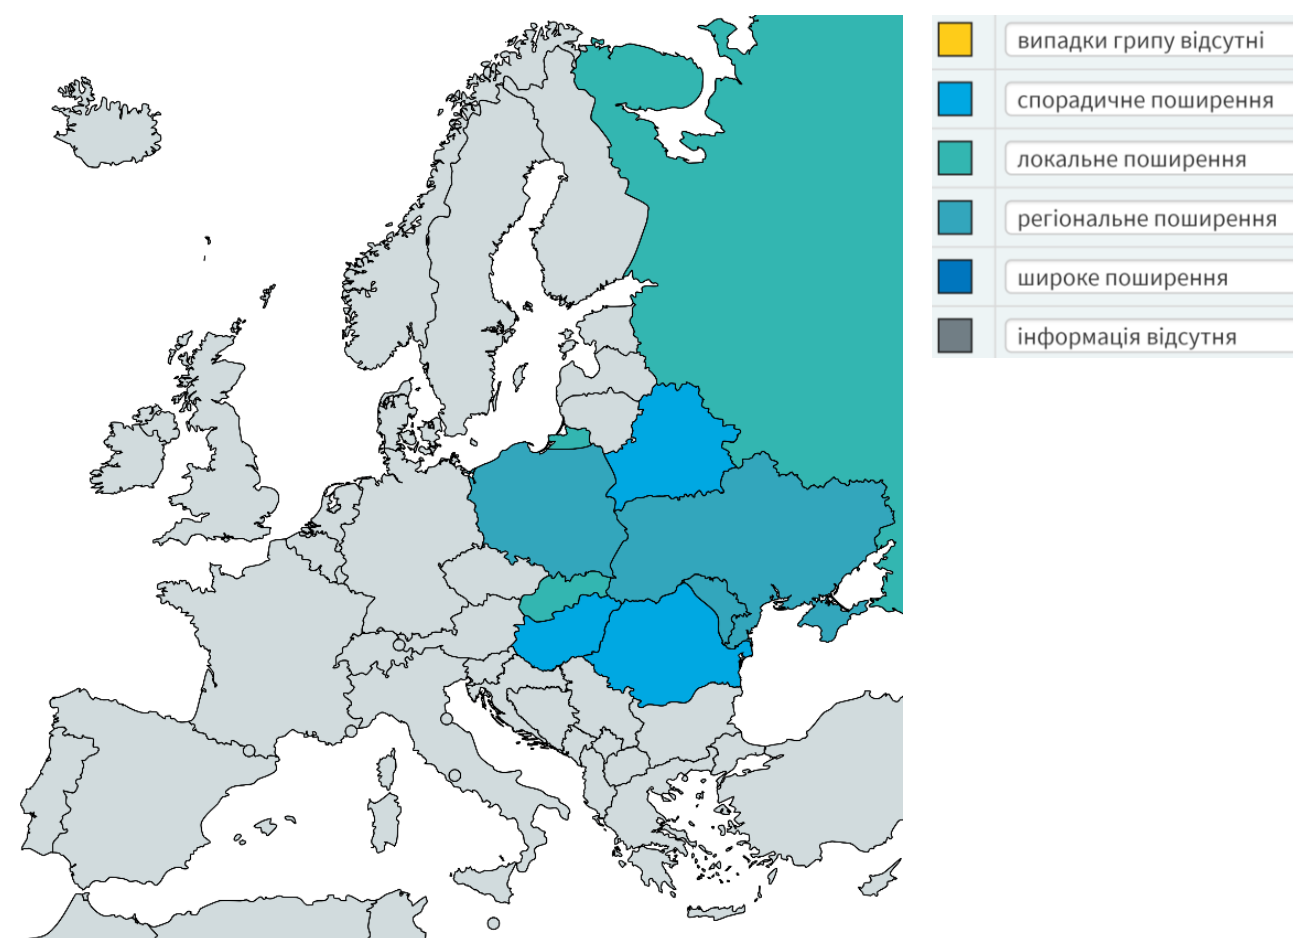 випадки грипу відсутні
спорадичне поширення
локальне поширення
регіональне поширення
широке поширення
інформація відсутня